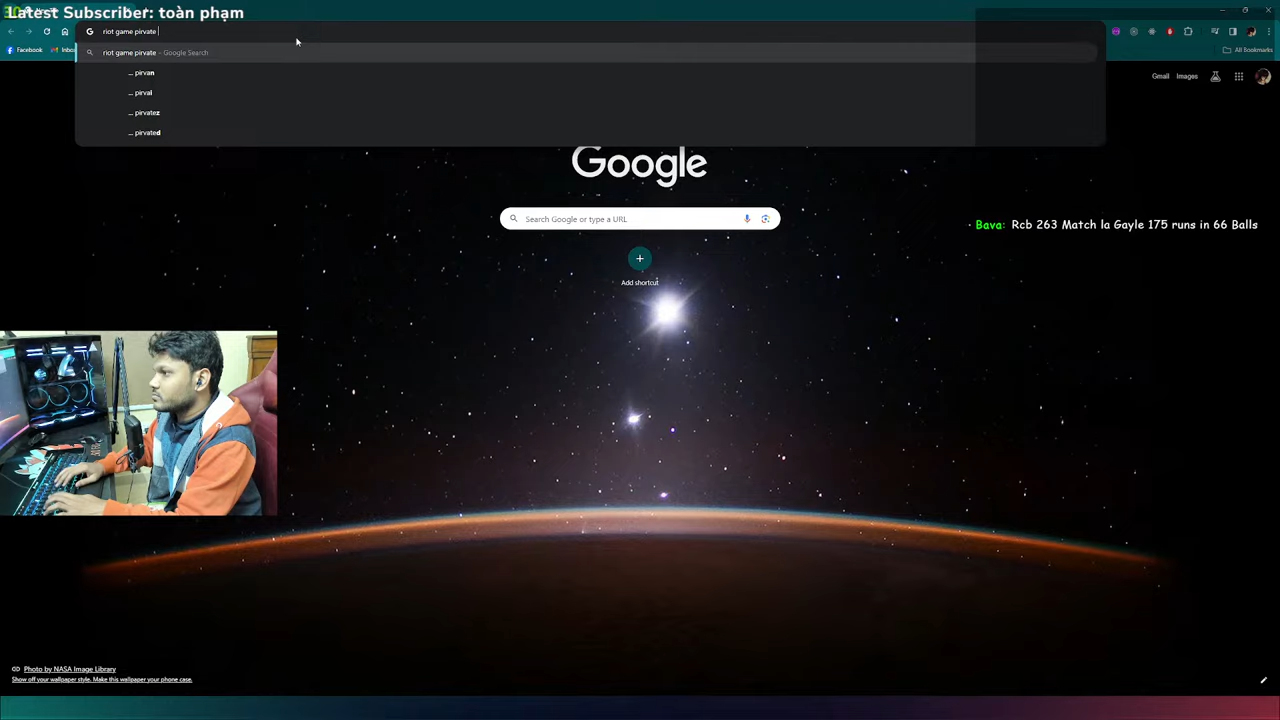 Latest Subscriber: toàn phạm
riot game pirvate
Facebook
Inbo
All Bookmarks
riot game pirvate - Google Search
... pirvan
... pirval
... pirvatez
... pirvated
Gmail
Images
Google
Search Google or type a URL
Add shortcut
Bava: Rcb 263 Match la Gayle 175 runs in 66 Balls
Photo by NASA Image Library
Show off your wallpaper style. Make this wallpaper your phone case.